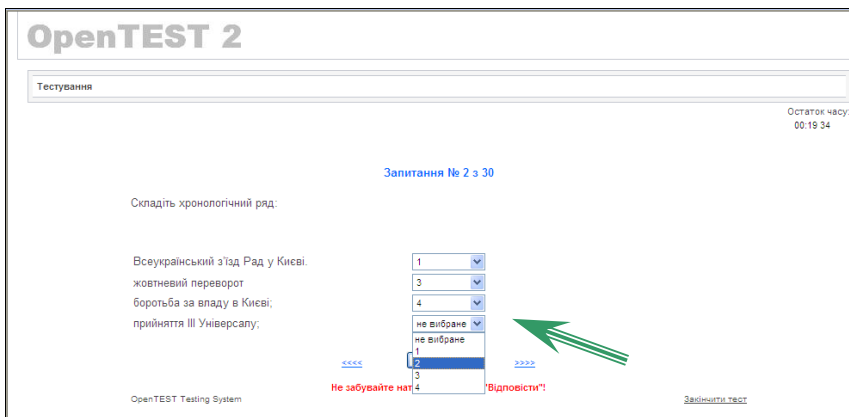 OpenTEST 2
Тестування
Остаток часу:
00:19 34
Запитання № 2 з 30
Складіть хронологічний ряд:
Всеукраїнський з'їзд Рад у Києві. 1
жовтневий переворот 3
боротьба за впаду в Києві; 4
прийняття III Універсалу; не вибране
не вибране
1
<<<< 2 >>>>
3
Не забувайте нат 4 "Відповісти"!
OpenTEST Testing System Закінчити тест